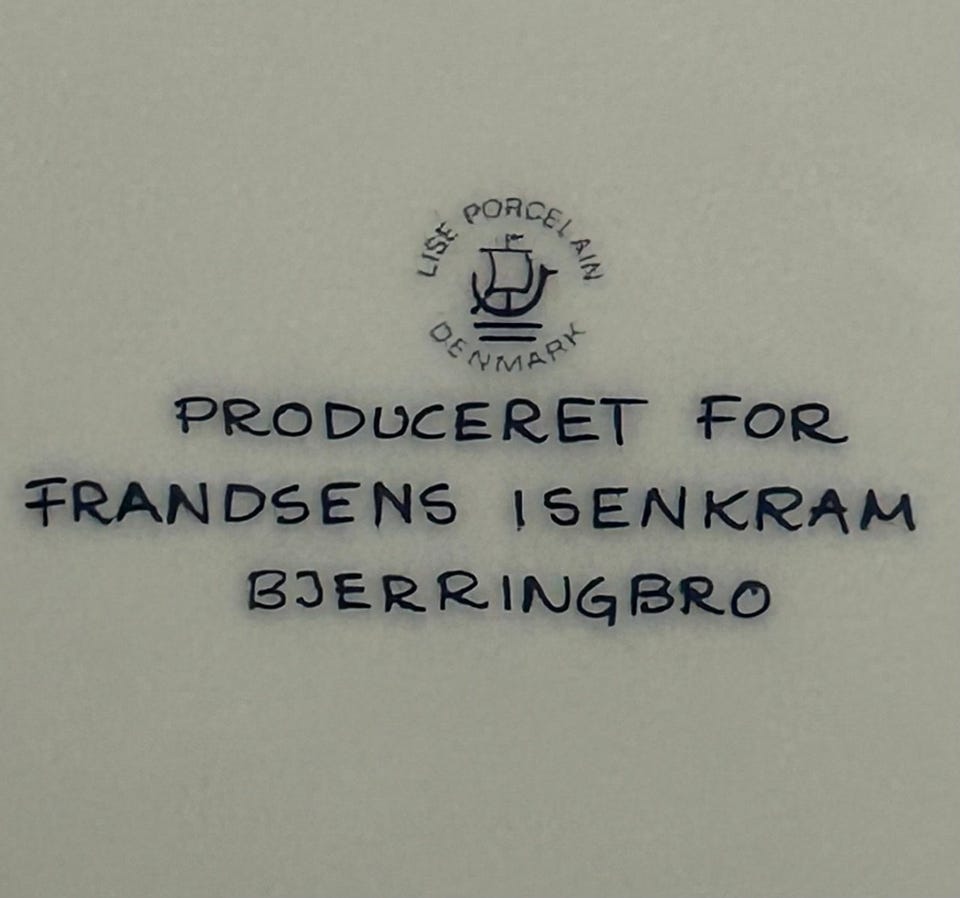 LISE PORCELAIN
DENMARK
PRODUCERET FOR
FRANDSENS ISENKRAM
BJERRINGBRO